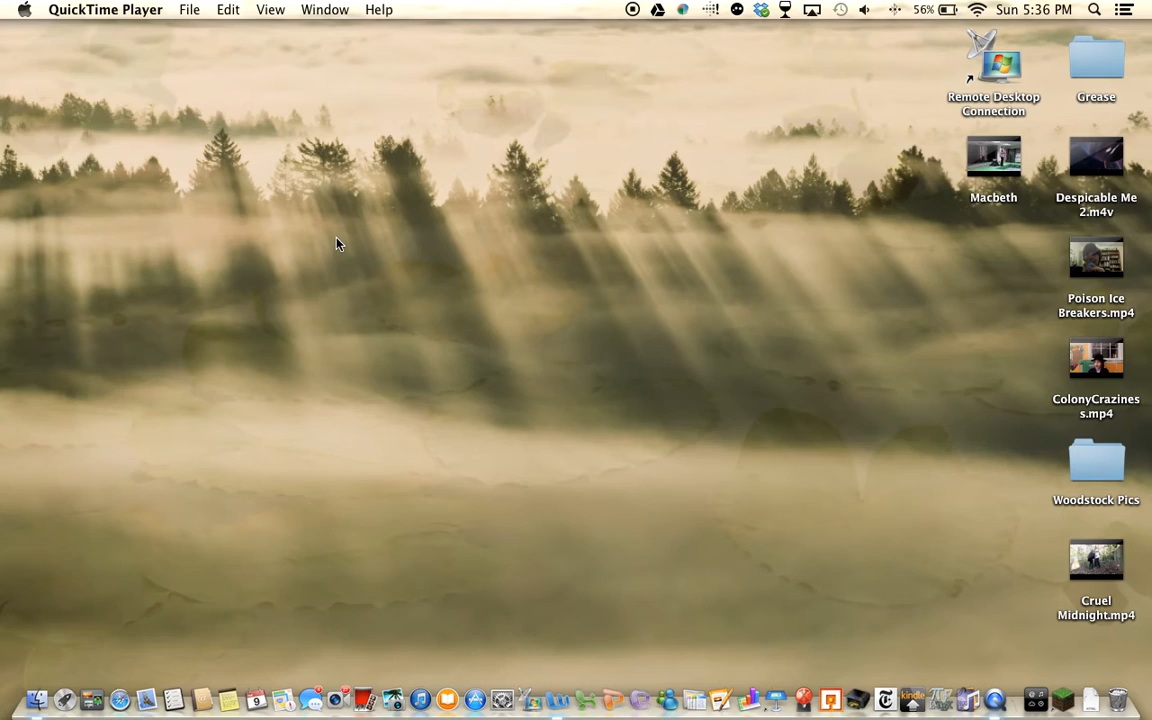 QuickTime Player File Edit View Window Help 56% Sun 5:36 PM
Remote Desktop
Connection
Grease
Macbeth
Despicable Me
2.m4v
Poison Ice
Breakers.mp4
ColonyCrazines
s.mp4
Woodstock Pics
Cruel
Midnight.mp4
9
kindle